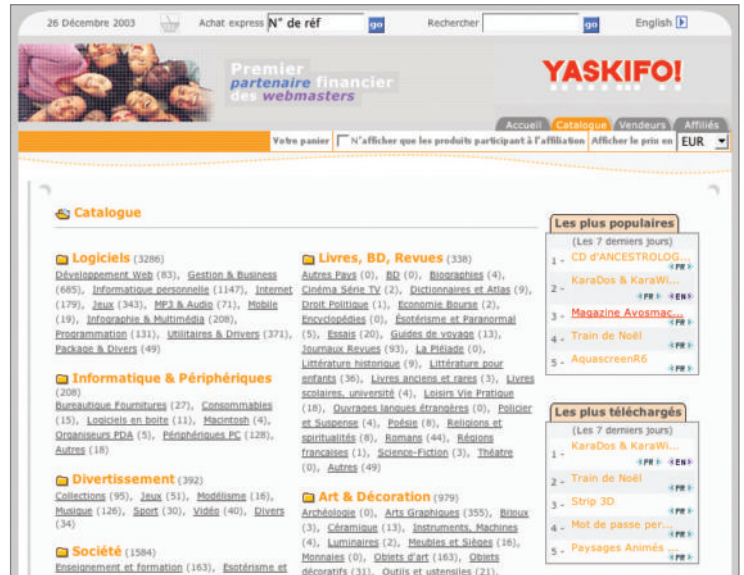 26 Décembre 2003
Achat express N° de réf go
Rechercher go
English
Premier
partenaire financier
des webmasters
YASKIFO!
Accueil Catalogue Vendeurs Affiliés
Votre panier N'afficher que les produits participant à l'affiliation Afficher le prix en EUR
Catalogue
Logiciels (3286)
Développement Web (83), Gestion & Business
(685), Informatique personnelle (1147), Internet
(179), Jeux (343), MP3 & Audio (71), Mobile
(19), Infographie & Multimédia (208),
Programmation (131), Utilitaires & Drivers (371),
Package & Divers (49)
Informatique & Périphériques
(208)
Bureautique Fournitures (27), Consommables
(15), Logiciels en boite (11), Macintosh (4),
Organiseurs PDA (5), Périphériques PC (128),
Autres (18)
Divertissement (392)
Collections (95), Jeux (51), Modélisme (16),
Musique (126), Sport (30), Vidéo (40), Divers
(34)
Société (1584)
Enseignement et formation (163), Esotérisme et
Livres, BD, Revues (338)
Autres Pays (0), BD (0), Biographies (4),
Cinéma Série TV (2), Dictionnaires et Atlas (9),
Droit Politique (1), Economie Bourse (2),
Encyclopédies (0), Ésotérisme et Paranormal
(5), Essais (20), Guides de voyage (13),
Journaux Revues (93), La Pléiade (0),
Littérature historique (9), Littérature pour
enfants (36), Livres anciens et rares (3), Livres
scolaires, université (4), Loisirs Vie Pratique
(18), Ouvrages langues étrangères (0), Policier
et Suspense (4), Poésie (8), Religions et
spiritualités (8), Romans (44), Régions
francaises (1), Science-Fiction (3), Théatre
(0), Autres (49)
Art & Décoration (979)
Archéologie (0), Arts Graphiques (355), Bijoux
(3), Céramique (13), Instruments, Machines
(4), Luminaires (2), Meubles et Sièges (16),
Monnaies (0), Objets d'art (163), Objets
décoratifs (31), Outils et ustensiles (21),
Les plus populaires
(Les 7 derniers jours)
1 - CD d'ANCESTROLOG...
FR
2 - KaraDos & KaraWi...
FR EN
3 - Magazine Avosmac...
FR
4 - Train de Noël
FR
5 - AquascreenR6
FR
Les plus téléchargés
(Les 7 derniers jours)
1 - KaraDos & KaraWi...
FR EN
2 - Train de Noël
FR
3 - Strip 3D
FR
4 - Mot de passe per...
FR
5 - Paysages Animés ...
FR